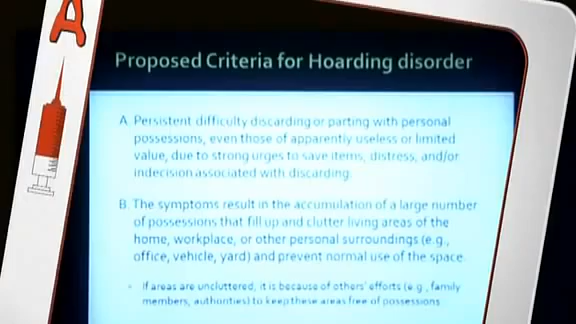 A
Proposed Criteria for Hoarding disorder
A. Persistent difficulty discarding or parting with personal
possessions, even those of apparently useless or limited
value, due to strong urges to save items, distress, and/or
indecision associated with discarding.
B. The symptoms result in the accumulation of a large number
of possessions that fill up and clutter living areas of the
home, workplace, or other personal surroundings (e.g.,
office, vehicle, yard) and prevent normal use of the space.
If areas are uncluttered, it is because of others' efforts (e.g., family
members, authorities) to keep these areas free of possessions